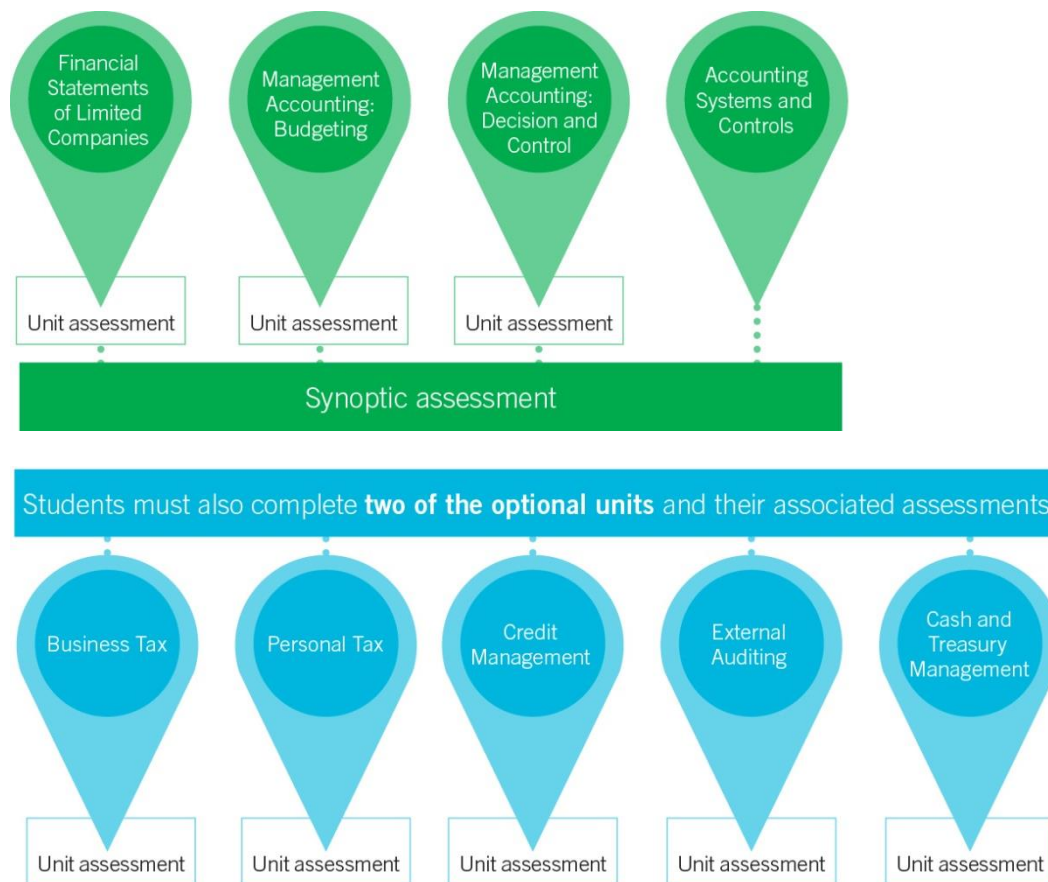 Financial
Statements
of Limited
Companies
Management
Accounting:
Budgeting
Management
Accounting:
Decision and
Control
Accounting
Systems and
Controls
Unit assessment
Unit assessment
Unit assessment
Synoptic assessment
Students must also complete two of the optional units and their associated assessments
Business Tax
Personal Tax
Credit
Management
External
Auditing
Cash and
Treasury
Management
Unit assessment
Unit assessment
Unit assessment
Unit assessment
Unit assessment